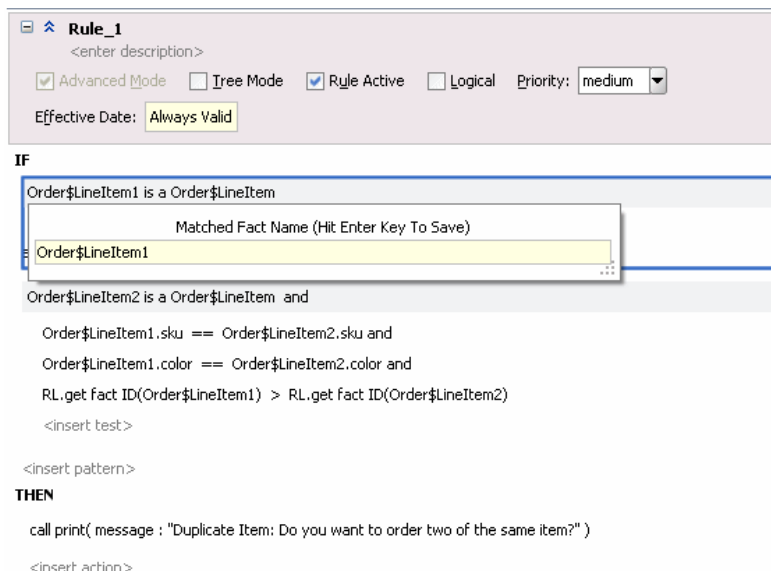 Rule_1
<enter description>
Advanced Mode Tree Mode Rule Active Logical Priority: medium
Effective Date: Always Valid
IF
Order$LineItem1 is a Order$LineItem
Matched Fact Name (Hit Enter Key To Save)
Order$LineItem1
Order$LineItem2 is a Order$LineItem and
Order$LineItem1.sku == Order$LineItem2.sku and
Order$LineItem1.color == Order$LineItem2.color and
RL.get fact ID(Order$LineItem1) > RL.get fact ID(Order$LineItem2)
<insert test>
<insert pattern>
THEN
call print( message : "Duplicate Item: Do you want to order two of the same item?" )
<insert action>